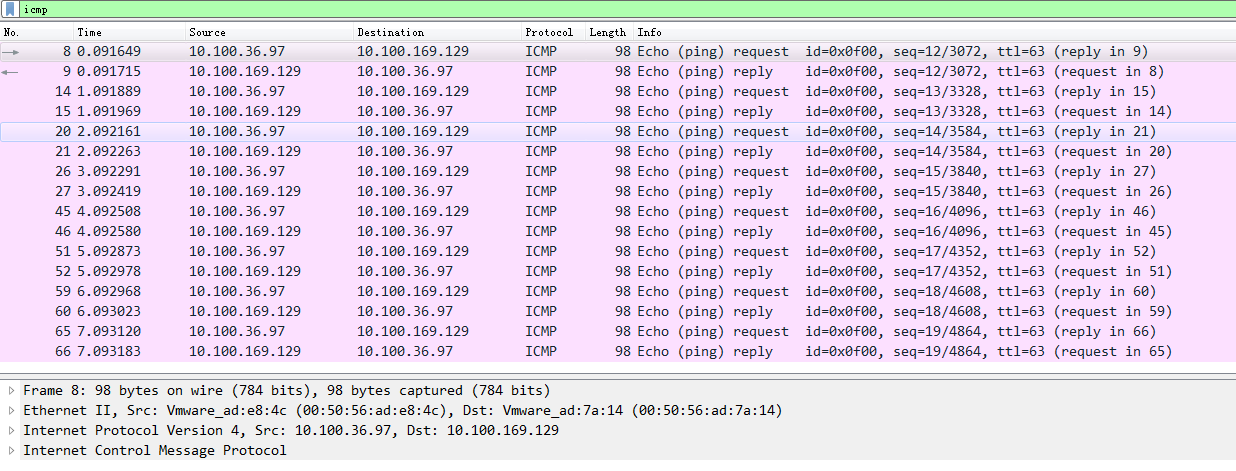 icmp
No. Time Source Destination Protocol Length Info
8 0.091649 10.100.36.97 10.100.169.129 ICMP 98 Echo (ping) request id=0x0f00, seq=12/3072, ttl=63 (reply in 9)
9 0.091715 10.100.169.129 10.100.36.97 ICMP 98 Echo (ping) reply id=0x0f00, seq=12/3072, ttl=63 (request in 8)
14 1.091889 10.100.36.97 10.100.169.129 ICMP 98 Echo (ping) request id=0x0f00, seq=13/3328, ttl=63 (reply in 15)
15 1.091969 10.100.169.129 10.100.36.97 ICMP 98 Echo (ping) reply id=0x0f00, seq=13/3328, ttl=63 (request in 14)
20 2.092161 10.100.36.97 10.100.169.129 ICMP 98 Echo (ping) request id=0x0f00, seq=14/3584, ttl=63 (reply in 21)
21 2.092263 10.100.169.129 10.100.36.97 ICMP 98 Echo (ping) reply id=0x0f00, seq=14/3584, ttl=63 (request in 20)
26 3.092291 10.100.36.97 10.100.169.129 ICMP 98 Echo (ping) request id=0x0f00, seq=15/3840, ttl=63 (reply in 27)
27 3.092419 10.100.169.129 10.100.36.97 ICMP 98 Echo (ping) reply id=0x0f00, seq=15/3840, ttl=63 (request in 26)
45 4.092508 10.100.36.97 10.100.169.129 ICMP 98 Echo (ping) request id=0x0f00, seq=16/4096, ttl=63 (reply in 46)
46 4.092580 10.100.169.129 10.100.36.97 ICMP 98 Echo (ping) reply id=0x0f00, seq=16/4096, ttl=63 (request in 45)
51 5.092873 10.100.36.97 10.100.169.129 ICMP 98 Echo (ping) request id=0x0f00, seq=17/4352, ttl=63 (reply in 52)
52 5.092978 10.100.169.129 10.100.36.97 ICMP 98 Echo (ping) reply id=0x0f00, seq=17/4352, ttl=63 (request in 51)
59 6.092968 10.100.36.97 10.100.169.129 ICMP 98 Echo (ping) request id=0x0f00, seq=18/4608, ttl=63 (reply in 60)
60 6.093023 10.100.169.129 10.100.36.97 ICMP 98 Echo (ping) reply id=0x0f00, seq=18/4608, ttl=63 (request in 59)
65 7.093120 10.100.36.97 10.100.169.129 ICMP 98 Echo (ping) request id=0x0f00, seq=19/4864, ttl=63 (reply in 66)
66 7.093183 10.100.169.129 10.100.36.97 ICMP 98 Echo (ping) reply id=0x0f00, seq=19/4864, ttl=63 (request in 65)
Frame 8: 98 bytes on wire (784 bits), 98 bytes captured (784 bits)
Ethernet II, Src: Vmware_ad:e8:4c (00:50:56:ad:e8:4c), Dst: Vmware_ad:7a:14 (00:50:56:ad:7a:14)
Internet Protocol Version 4, Src: 10.100.36.97, Dst: 10.100.169.129
Internet Control Message Protocol